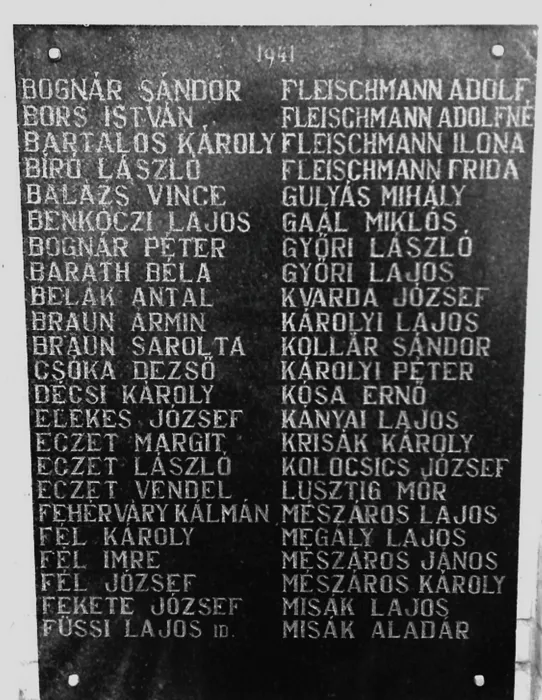 1941
BOGNÁR SÁNDOR
BORS ISTVÁN
BARTALOS KÁROLY
BÍRÓ LÁSZLÓ
BALÁZS VINCE
BENKÓCZI LAJOS
BOGNÁR PÉTER
BARÁTH BÉLA
BELÁK ANTAL
BRAUN ÁRMIN
BRAUN SAROLTA
CSÓKA DEZSŐ
DÉCSI KÁROLY
ELEKES JÓZSEF
ECZET MARGIT
ECZET LÁSZLÓ
ECZET VENDEL
FEHÉRVÁRY KÁLMÁN
FÉL KÁROLY
FÉL IMRE
FÉL JÓZSEF
FEKETE JÓZSEF
FÜSSI LAJOS ID.
FLEISCHMANN ADOLF
FLEISCHMANN ADOLFNÉ
FLEISCHMANN ILONA
FLEISCHMANN FRIDA
GULYÁS MIHÁLY
GAÁL MIKLÓS
GYŐRI LÁSZLÓ
GYŐRI LAJOS
KVARDA JÓZSEF
KÁROLYI LAJOS
KOLLÁR SÁNDOR
KÁROLYI PÉTER
KÓSA ERNŐ
KÁNYAI LAJOS
KRISÁK KÁROLY
KOLOCSICS JÓZSEF
LUSZTIG MÓR
MÉSZÁROS LAJOS
MEGÁLY LAJOS
MÉSZÁROS JÁNOS
MÉSZÁROS KÁROLY
MISÁK LAJOS
MISÁK ALADÁR